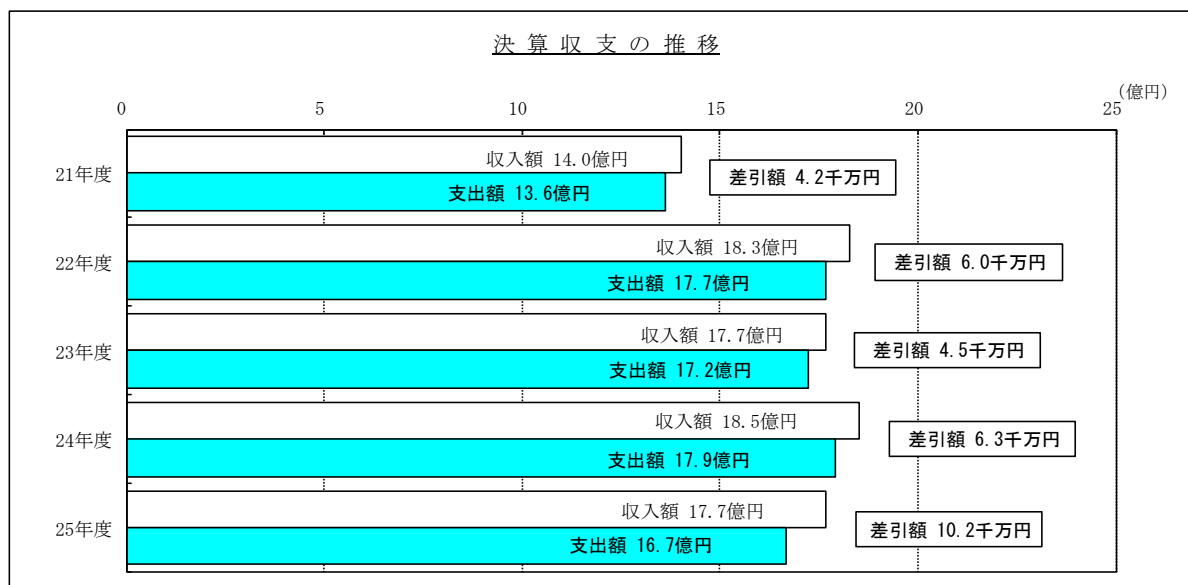 決算収支の推移
(億円)
0 5 10 15 20 25
21年度
収入額 14.0億円
支出額 13.6億円
差引額 4.2千万円
22年度
収入額 18.3億円
支出額 17.7億円
差引額 6.0千万円
23年度
収入額 17.7億円
支出額 17.2億円
差引額 4.5千万円
24年度
収入額 18.5億円
支出額 17.9億円
差引額 6.3千万円
25年度
収入額 17.7億円
支出額 16.7億円
差引額 10.2千万円